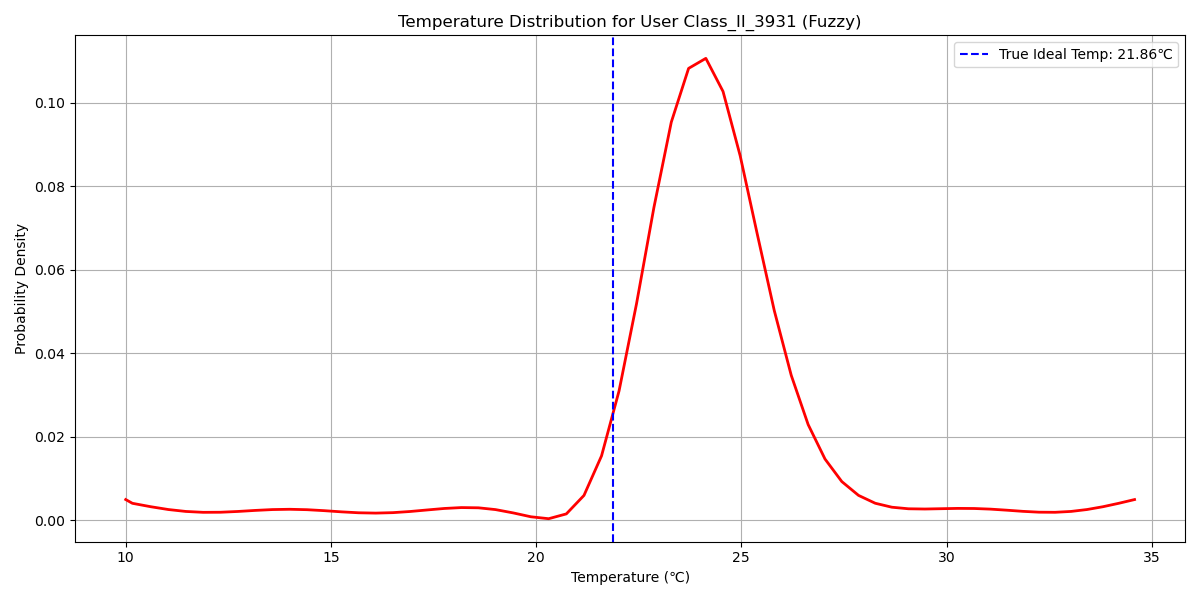 Temperature Distribution for User Class_II_3931 (Fuzzy)
True Ideal Temp: 21.86℃
Probability Density
0.10
0.08
0.06
0.04
0.02
0.00
10 15 20 25 30 35
Temperature (℃)